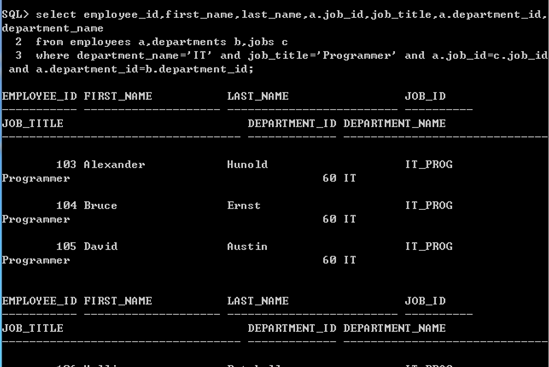 SQL> select employee_id,first_name,last_name,a.job_id,job_title,a.department_id,
department_name
2 from employees a,departments b,jobs c
3 where department_name='IT' and job_title='Programmer' and a.job_id=c.job_id
and a.department_id=b.department_id;
EMPLOYEE_ID FIRST_NAME LAST_NAME JOB_ID
----------- -------------------- ------------------------- ----------
JOB_TITLE DEPARTMENT_ID DEPARTMENT_NAME
----------------------------------- ------------- ------------------------------
103 Alexander Hunold IT_PROG
Programmer 60 IT
104 Bruce Ernst IT_PROG
Programmer 60 IT
105 David Austin IT_PROG
Programmer 60 IT
EMPLOYEE_ID FIRST_NAME LAST_NAME JOB_ID
----------- -------------------- ------------------------- ----------
JOB_TITLE DEPARTMENT_ID DEPARTMENT_NAME
----------------------------------- ------------- ------------------------------